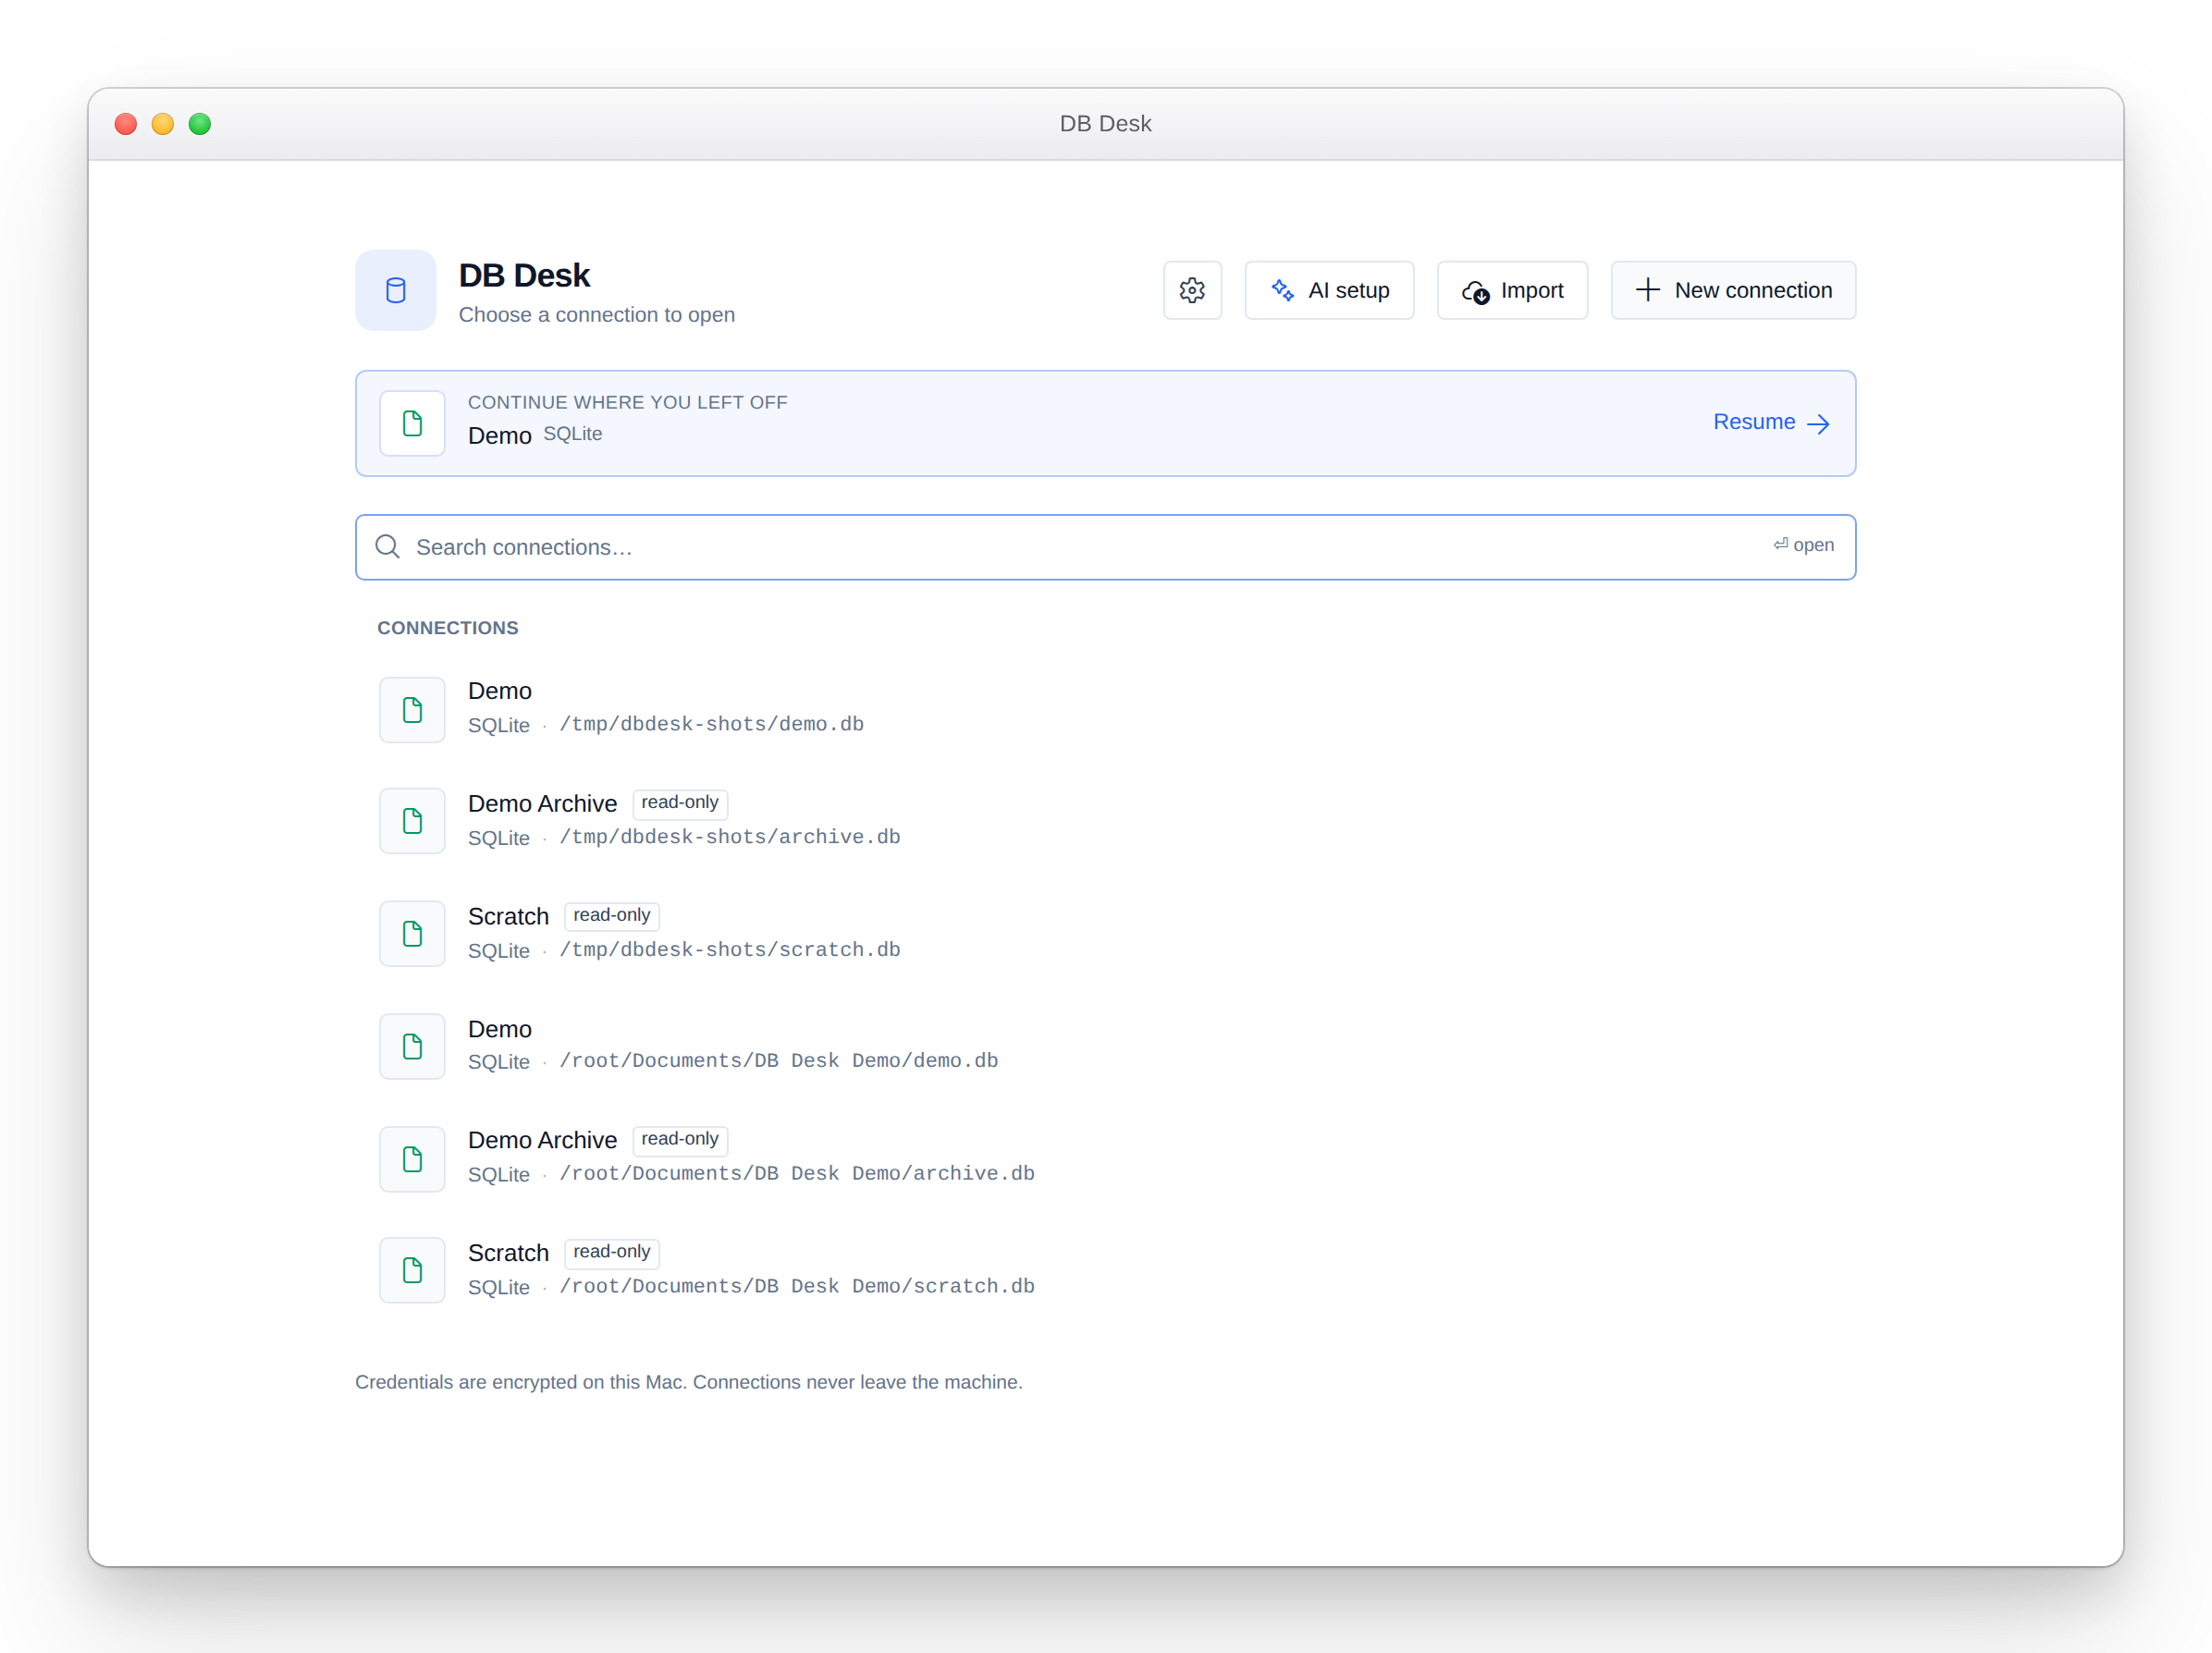 DB Desk
DB Desk
Choose a connection to open
AI setup
Import
New connection
CONTINUE WHERE YOU LEFT OFF
Demo SQLite
Resume
Search connections…
⏎ open
CONNECTIONS
Demo
SQLite · /tmp/dbdesk-shots/demo.db
Demo Archive read-only
SQLite · /tmp/dbdesk-shots/archive.db
Scratch read-only
SQLite · /tmp/dbdesk-shots/scratch.db
Demo
SQLite · /root/Documents/DB Desk Demo/demo.db
Demo Archive read-only
SQLite · /root/Documents/DB Desk Demo/archive.db
Scratch read-only
SQLite · /root/Documents/DB Desk Demo/scratch.db
Credentials are encrypted on this Mac. Connections never leave the machine.